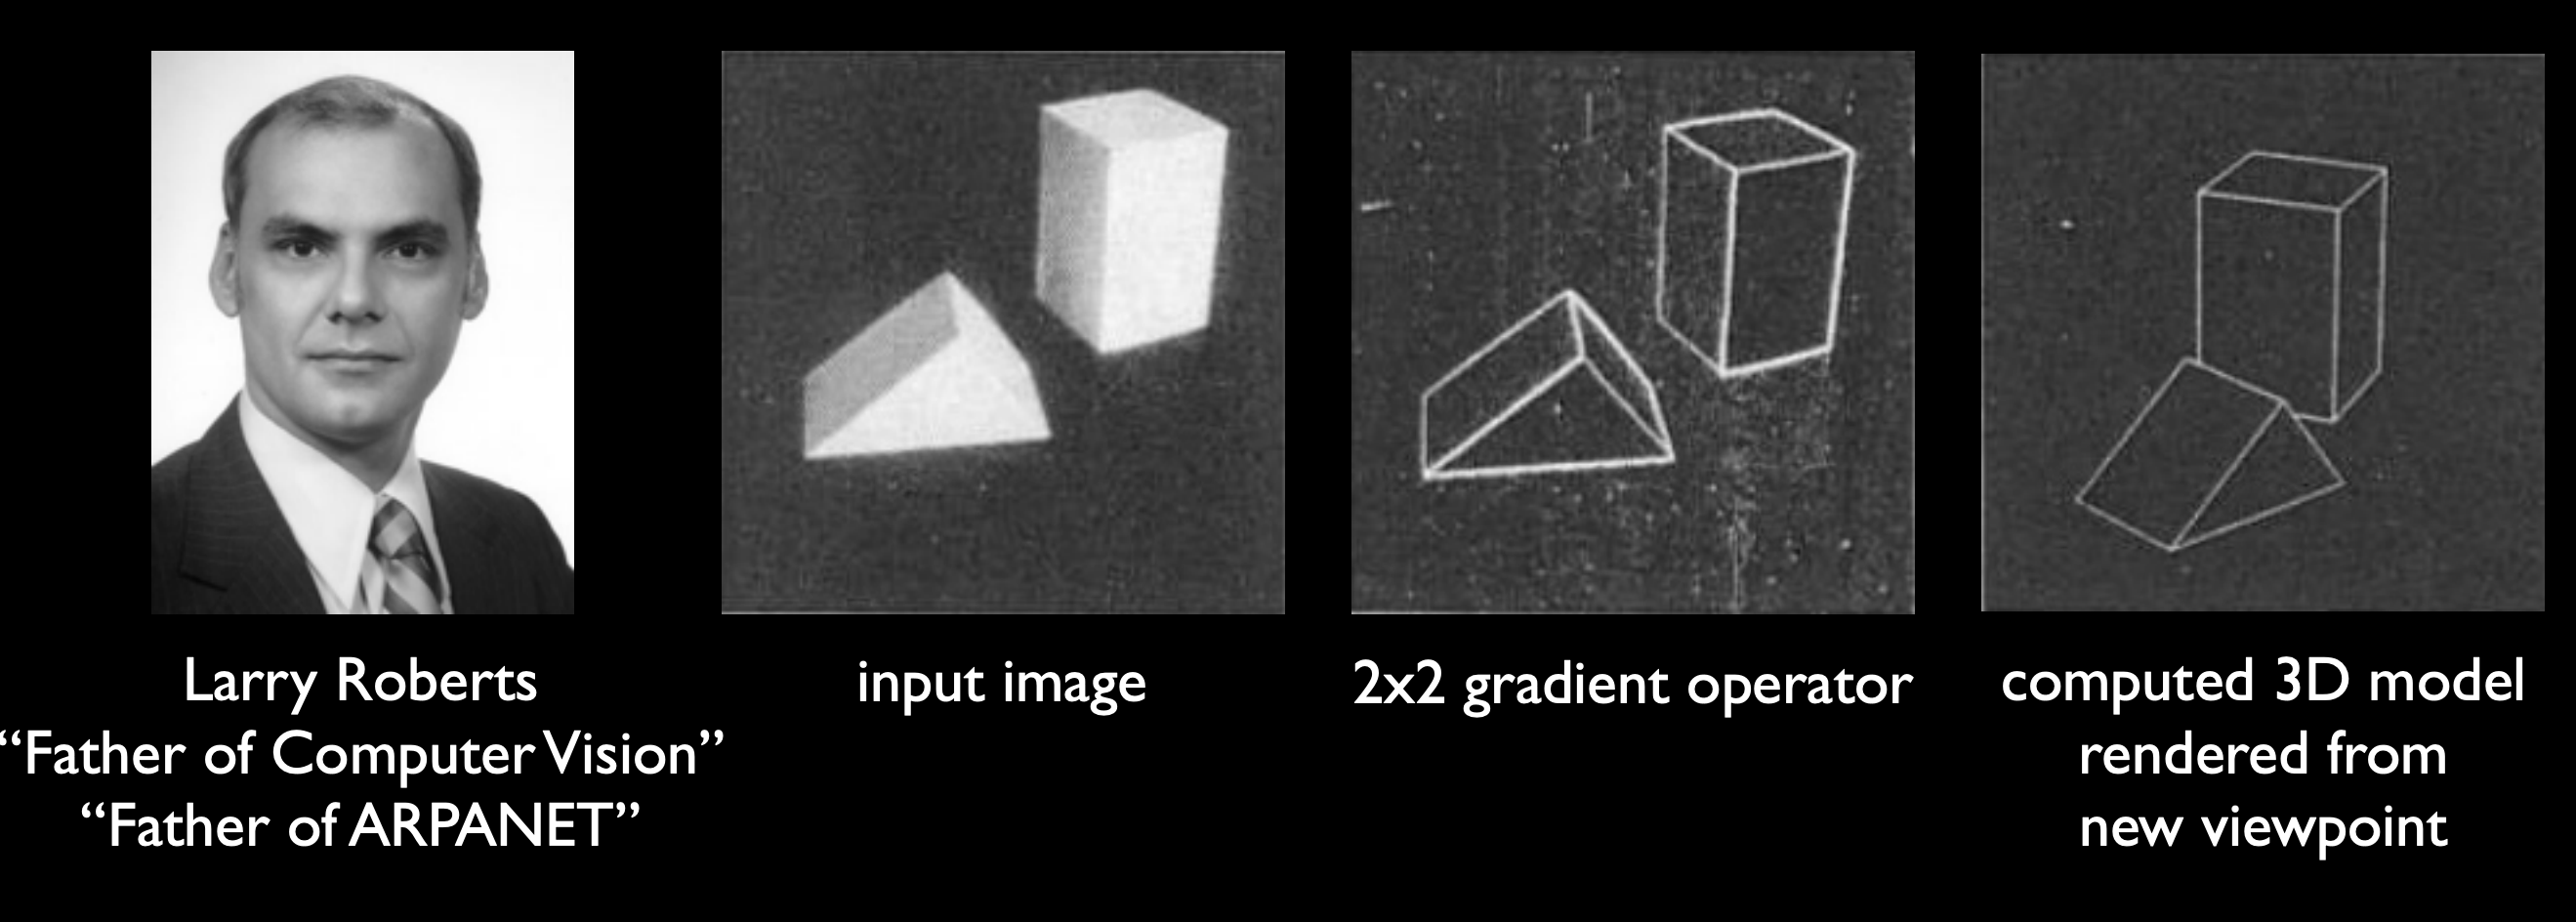 Larry Roberts
“Father of Computer Vision”
“Father of ARPANET”
input image
2x2 gradient operator
computed 3D model
rendered from
new viewpoint